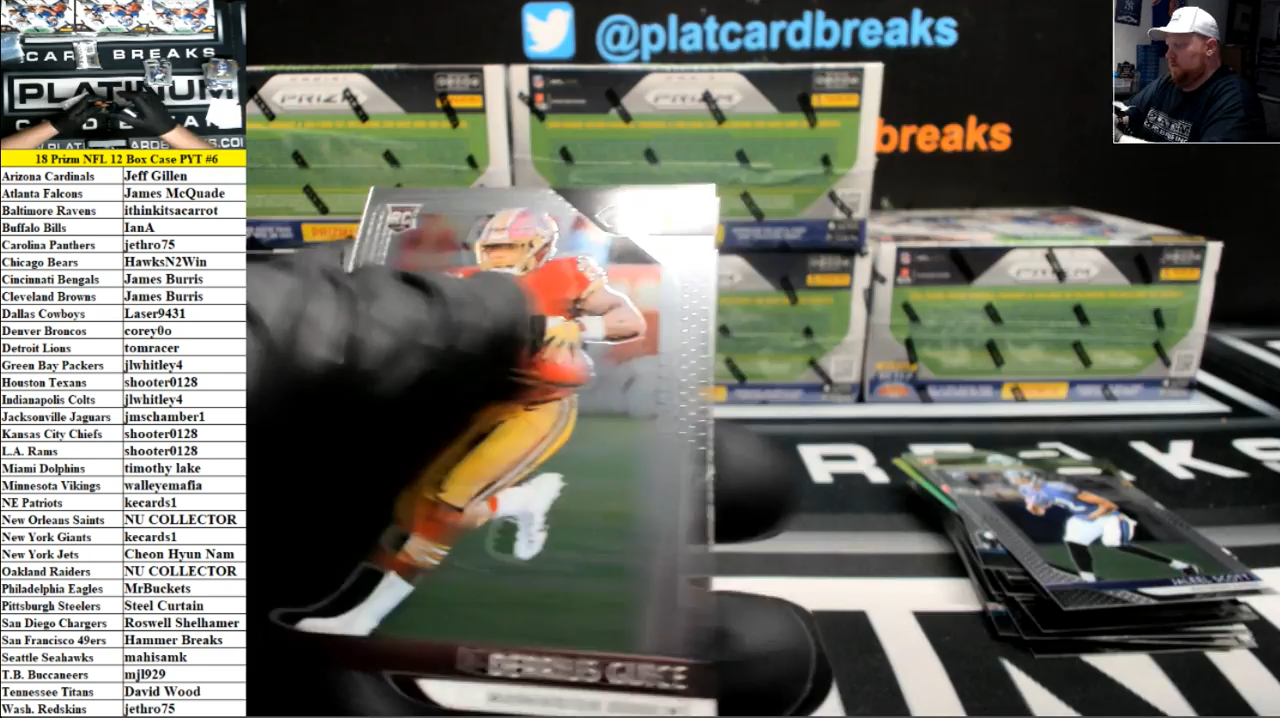 CARD BREAKS
PLATINUM
18 Prizm NFL 12 Box Case PYT #6
Arizona Cardinals Jeff Gillen
Atlanta Falcons James McQuade
Baltimore Ravens ithinkitsacarrot
Buffalo Bills IanA
Carolina Panthers jethro75
Chicago Bears HawksN2Win
Cincinnati Bengals James Burris
Cleveland Browns James Burris
Dallas Cowboys Laser9431
Denver Broncos corey0o
Detroit Lions tomracer
Green Bay Packers jlwhitley4
Houston Texans shooter0128
Indianapolis Colts jlwhitley4
Jacksonville Jaguars jmschamber1
Kansas City Chiefs shooter0128
L.A. Rams shooter0128
Miami Dolphins timothy lake
Minnesota Vikings walleyemafia
NE Patriots kecards1
New Orleans Saints NU COLLECTOR
New York Giants kecards1
New York Jets Cheon Hyun Nam
Oakland Raiders NU COLLECTOR
Philadelphia Eagles MrBuckets
Pittsburgh Steelers Steel Curtain
San Diego Chargers Roswell Shelhamer
San Francisco 49ers Hammer Breaks
Seattle Seahawks mahisamk
T.B. Buccaneers mjl929
Tennessee Titans David Wood
Wash. Redskins jethro75
@platcardbreaks
breaks
PRIZM
PRIZM
PRIZM
RC